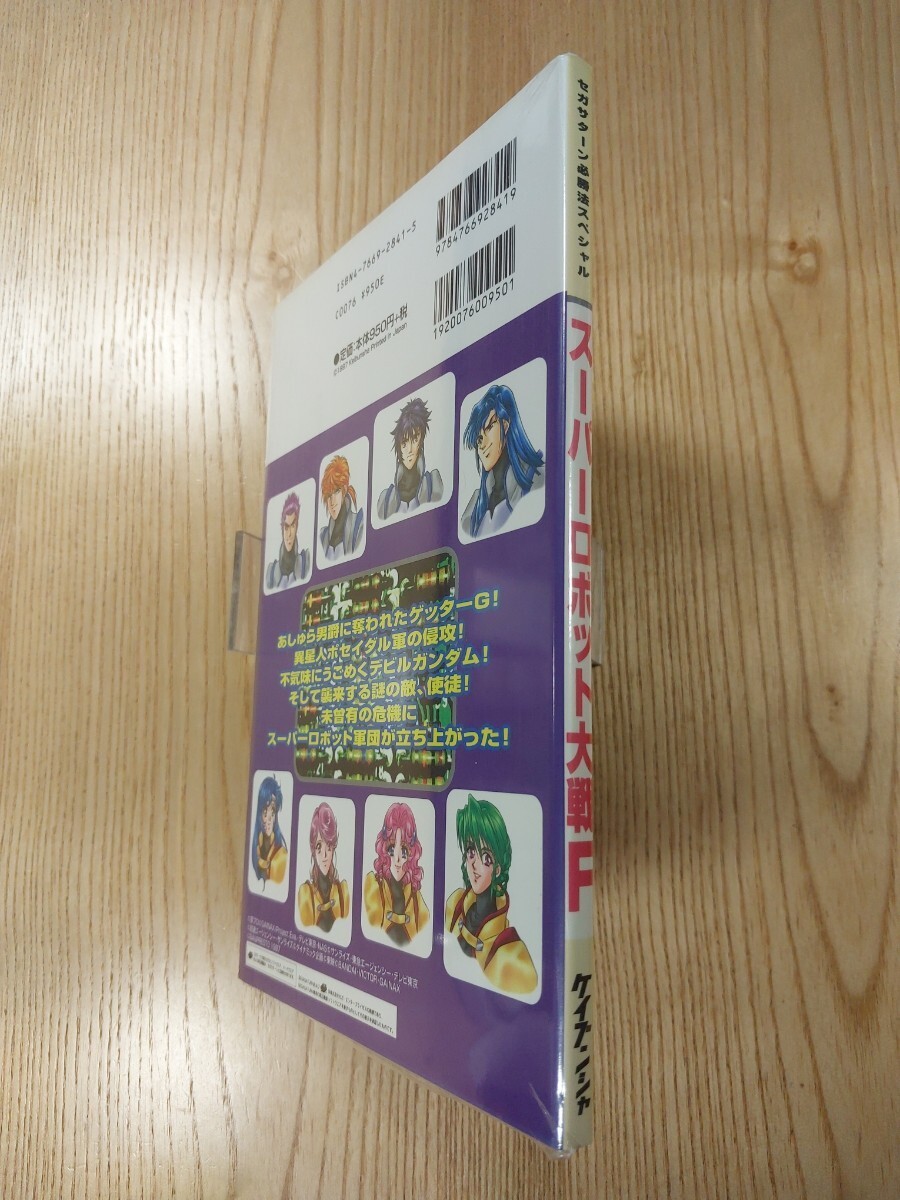 セガサターン必勝法スペシャル
スーパーロボット大戦F
ケイブンシャ
9784766928419
ISBN4-7669-2841-5
1920076009501
C0076 ¥950E
●定価:本体950円+税
©1997 Keibunsha Printed in Japan
あしゅら男爵に奪われたゲッターG!
異星人ポセイダル軍の侵攻!
不気味にうごめくデビルガンダム!
そして襲来する謎の敵、使徒!
未曾有の危機に
スーパーロボット軍団が立ち上がった!